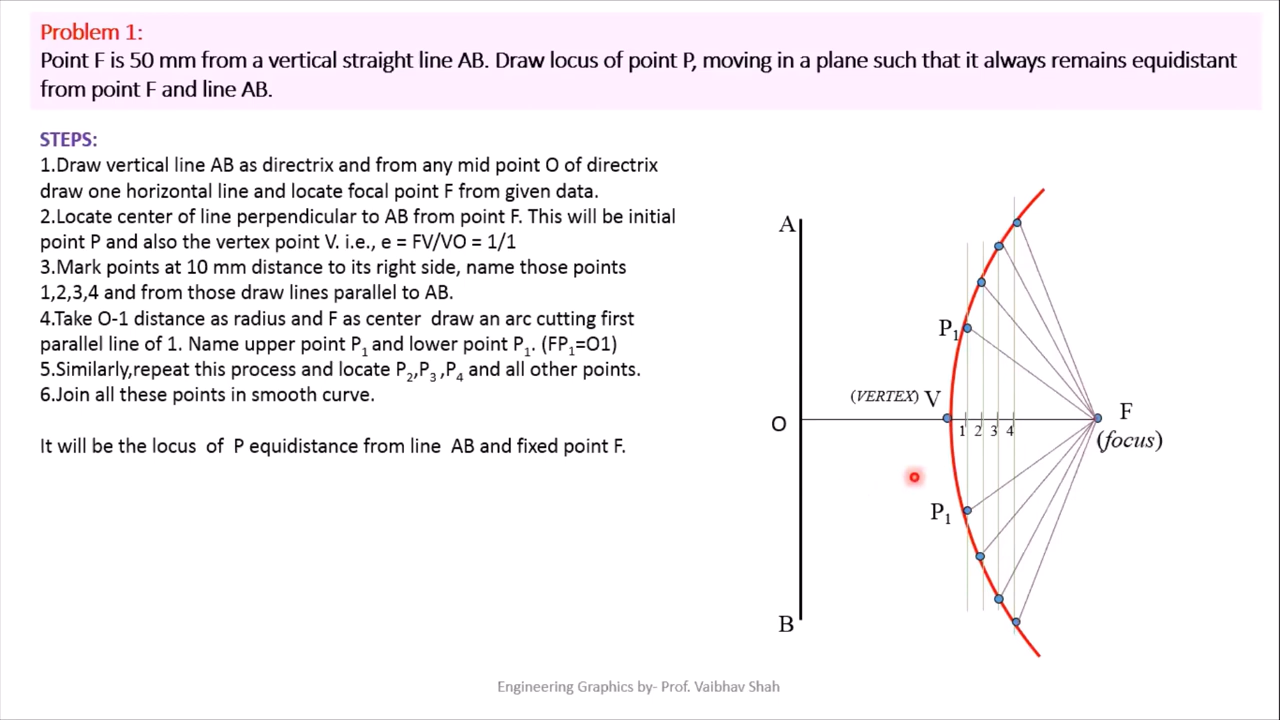 Problem 1:
Point F is 50 mm from a vertical straight line AB. Draw locus of point P, moving in a plane such that it always remains equidistant
from point F and line AB.
STEPS:
1.Draw vertical line AB as directrix and from any mid point O of directrix
draw one horizontal line and locate focal point F from given data.
2.Locate center of line perpendicular to AB from point F. This will be initial
point P and also the vertex point V. i.e., e = FV/VO = 1/1
3.Mark points at 10 mm distance to its right side, name those points
1,2,3,4 and from those draw lines parallel to AB.
4.Take O-1 distance as radius and F as center draw an arc cutting first
parallel line of 1. Name upper point P₁ and lower point P₁. (FP₁=O1)
5.Similarly,repeat this process and locate P₂,P₃ ,P₄ and all other points.
6.Join all these points in smooth curve.
It will be the locus of P equidistance from line AB and fixed point F.
A
P₁
(VERTEX) V
O
1 2 3 4
F
(focus)
P₁
B
Engineering Graphics by- Prof. Vaibhav Shah